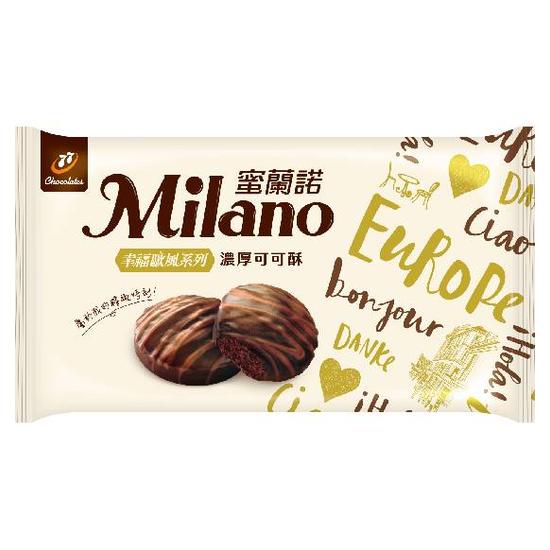 77
Chocolates
蜜蘭諾
Milano
幸福歐風系列
濃厚可可酥
Europe
bonjour
DANKE
Ciao
¡Hola!
DANKE
¡Hola!
Ciao